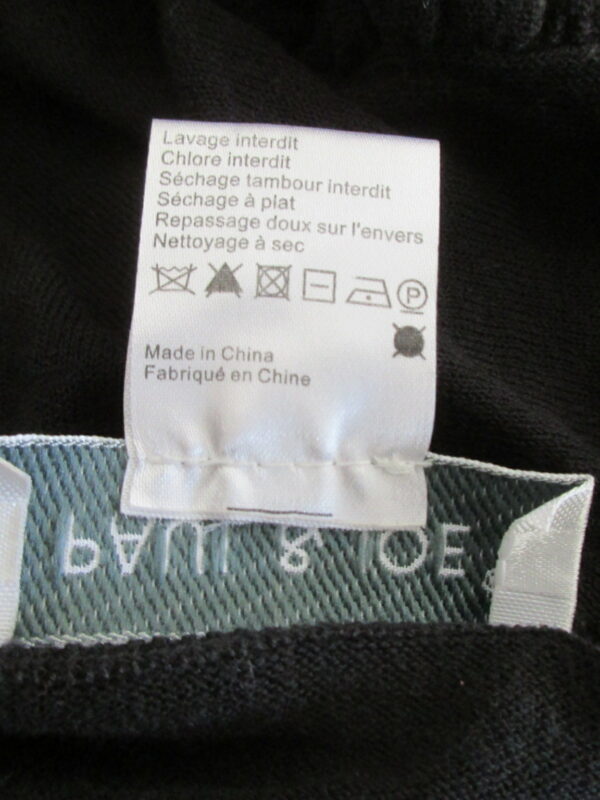 Lavage interdit
Chlore interdit
Séchage tambour interdit
Séchage à plat
Repassage doux sur l'envers
Nettoyage à sec
P
Made in China
Fabriqué en Chine
PAUL & JOE